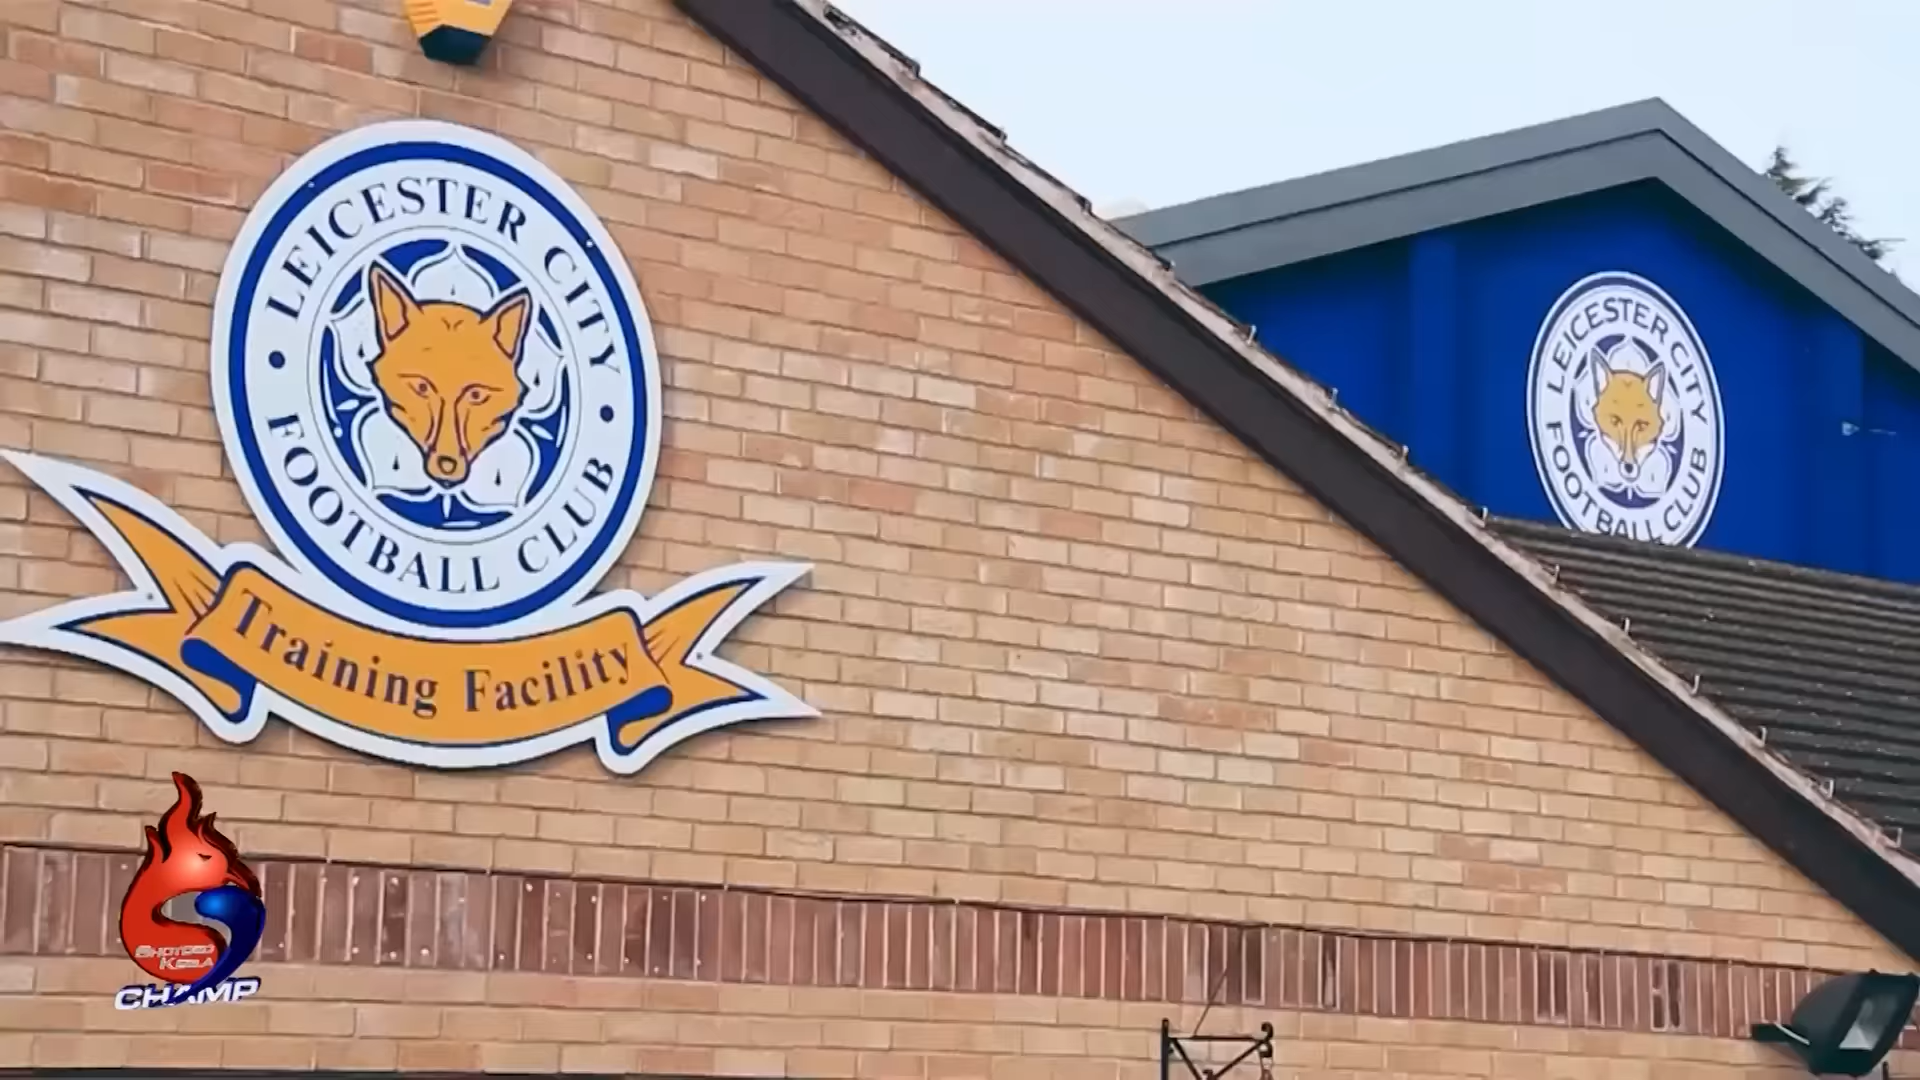 LEICESTER CITY
FOOTBALL CLUB
Training Facility
LEICESTER CITY
FOOTBALL CLUB
CHAMP